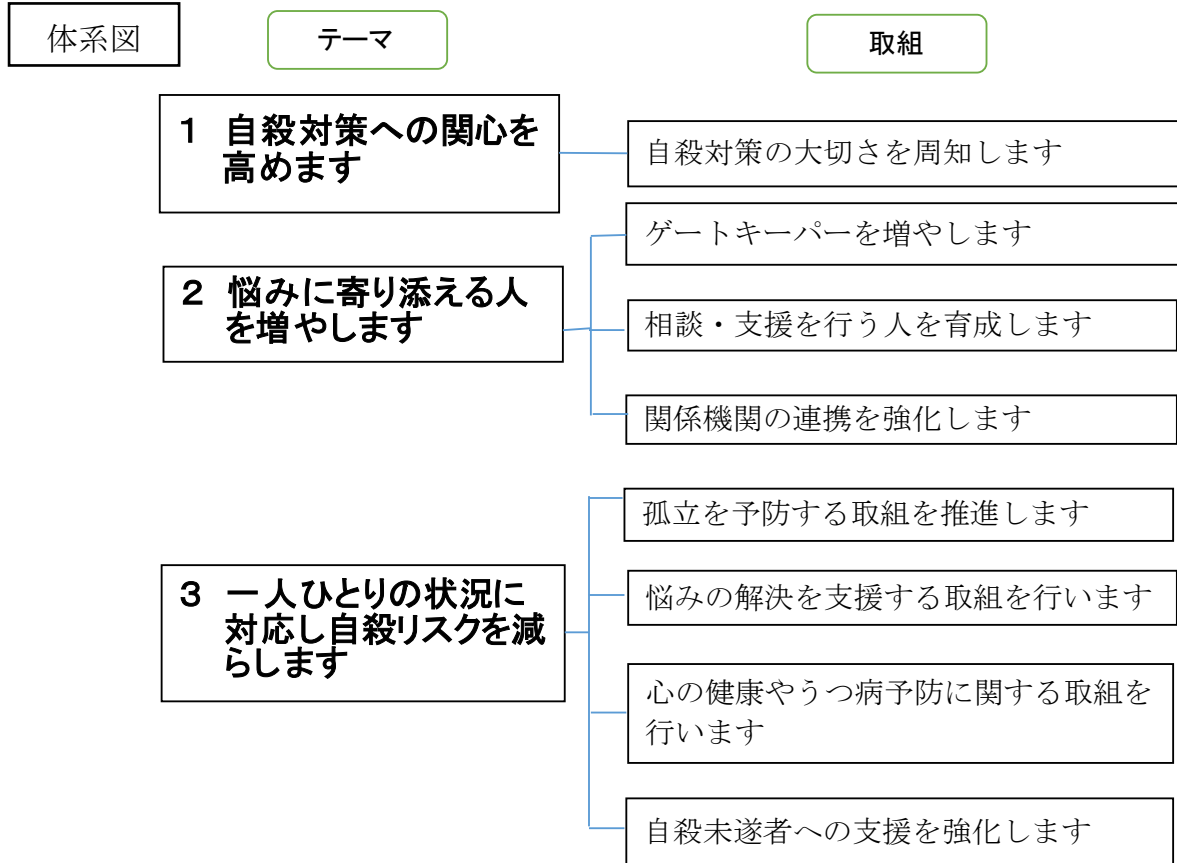 体系図
テーマ
取組
1 自殺対策への関心を
高めます
自殺対策の大切さを周知します
2 悩みに寄り添える人
を増やします
ゲートキーパーを増やします
相談・支援を行う人を育成します
関係機関の連携を強化します
3 一人ひとりの状況に
対応し自殺リスクを減
らします
孤立を予防する取組を推進します
悩みの解決を支援する取組を行います
心の健康やうつ病予防に関する取組を
行います
自殺未遂者への支援を強化します